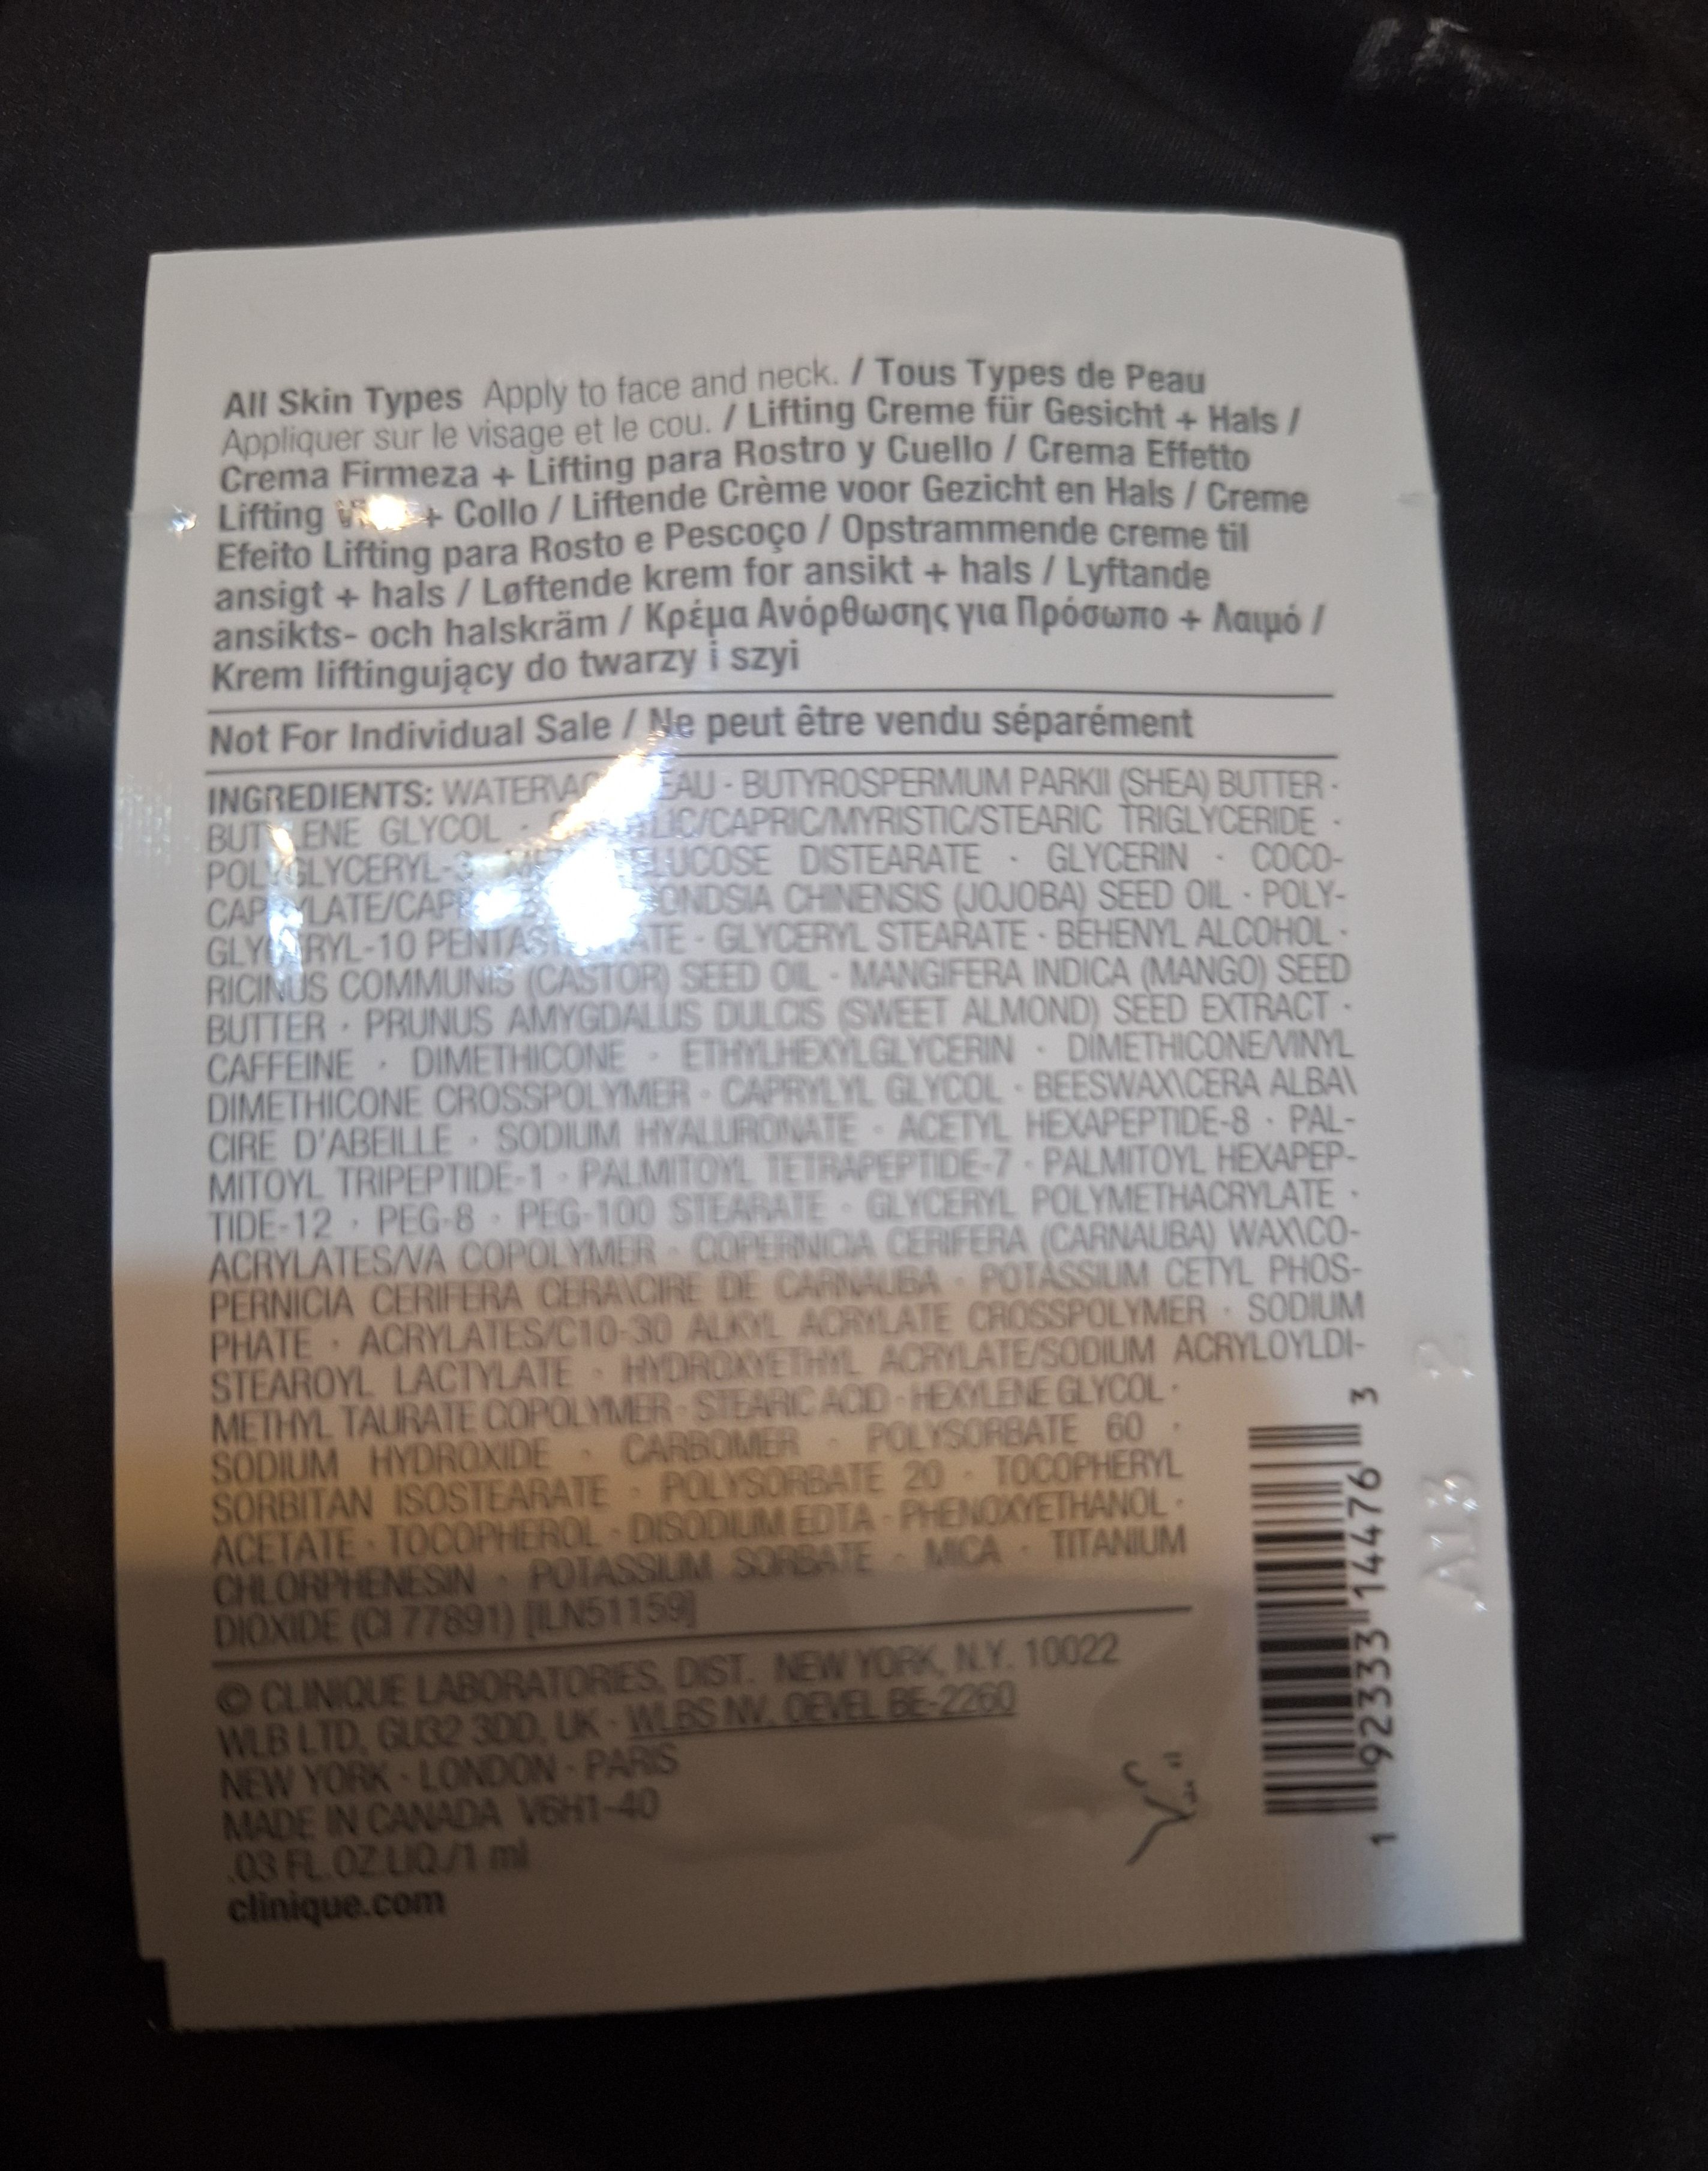 All Skin Types Apply to face and neck. / Tous Types de Peau
Appliquer sur le visage et le cou. / Lifting Creme für Gesicht + Hals /
Crema Firmeza + Lifting para Rostro y Cuello / Crema Effetto
Lifting + Collo / Liftende Crème voor Gezicht en Hals / Creme
Efeito Lifting para Rosto e Pescoço / Opstrammende creme til
ansigt + hals / Løftende krem for ansikt + hals / Lyftande
ansikts- och halskräm / Κρέμα Ανόρθωσης για Πρόσωπο + Λαιμό /
Krem liftingujący do twarzy i szyi
Not For Individual Sale / Ne peut être vendu séparément
INGREDIENTS: EAU · BUTYROSPERMUM PARKII (SHEA) BUTTER ·
BUTYLENE GLYCOL · /CAPRIC/MYRISTIC/STEARIC TRIGLYCERIDE ·
POLYGLYCERYL-3 DISTEARATE · GLYCERIN · COCO-
CHINENSIS (JOJOBA) SEED OIL · POLY-
GLYCERYL-10 · GLYCERYL STEARATE · BEHENYL ALCOHOL ·
RICINUS COMMUNIS (CASTOR) SEED OIL · MANGIFERA INDICA (MANGO) SEED
BUTTER · PRUNUS AMYGDALUS DULCIS (SWEET ALMOND) SEED EXTRACT ·
CAFFEINE · DIMETHICONE · ETHYLHEXYLGLYCERIN · DIMETHICONE/VINYL
DIMETHICONE CROSSPOLYMER · CAPRYLYL GLYCOL · BEESWAX\CERA ALBA\
CIRE D'ABEILLE · SODIUM HYALURONATE · ACETYL HEXAPEPTIDE-8 · PAL-
MITOYL TRIPEPTIDE-1 · PALMITOYL TETRAPEPTIDE-7 · PALMITOYL HEXAPEP-
TIDE-12 · PEG-8 · PEG-100 STEARATE · GLYCERYL POLYMETHACRYLATE ·
ACRYLATES/VA COPOLYMER · COPERNICIA CERIFERA (CARNAUBA) WAX\CO-
PERNICIA CERIFERA CERA\CIRE DE CARNAUBA · POTASSIUM CETYL PHOS-
PHATE · ACRYLATES/C10-30 ALKYL ACRYLATE CROSSPOLYMER · SODIUM
STEAROYL LACTYLATE · HYDROXYETHYL ACRYLATE/SODIUM ACRYLOYLDI-
METHYL TAURATE COPOLYMER · STEARIC ACID · HEXYLENE GLYCOL ·
SODIUM HYDROXIDE · CARBOMER · POLYSORBATE 60 ·
SORBITAN ISOSTEARATE · POLYSORBATE 20 · TOCOPHERYL
ACETATE · TOCOPHEROL · DISODIUM EDTA · PHENOXYETHANOL ·
CHLORPHENESIN · POTASSIUM SORBATE · MICA · TITANIUM
DIOXIDE (CI 77891) [ILN51159]
© CLINIQUE LABORATORIES, DIST. NEW YORK, N.Y. 10022
WLB LTD, GU32 3DD, UK · WLBS NV, OEVEL BE-2260
NEW YORK · LONDON · PARIS
MADE IN CANADA V6H1-40
.03 FL.OZ.LIQ./1 ml
clinique.com
1 92333 14476 3